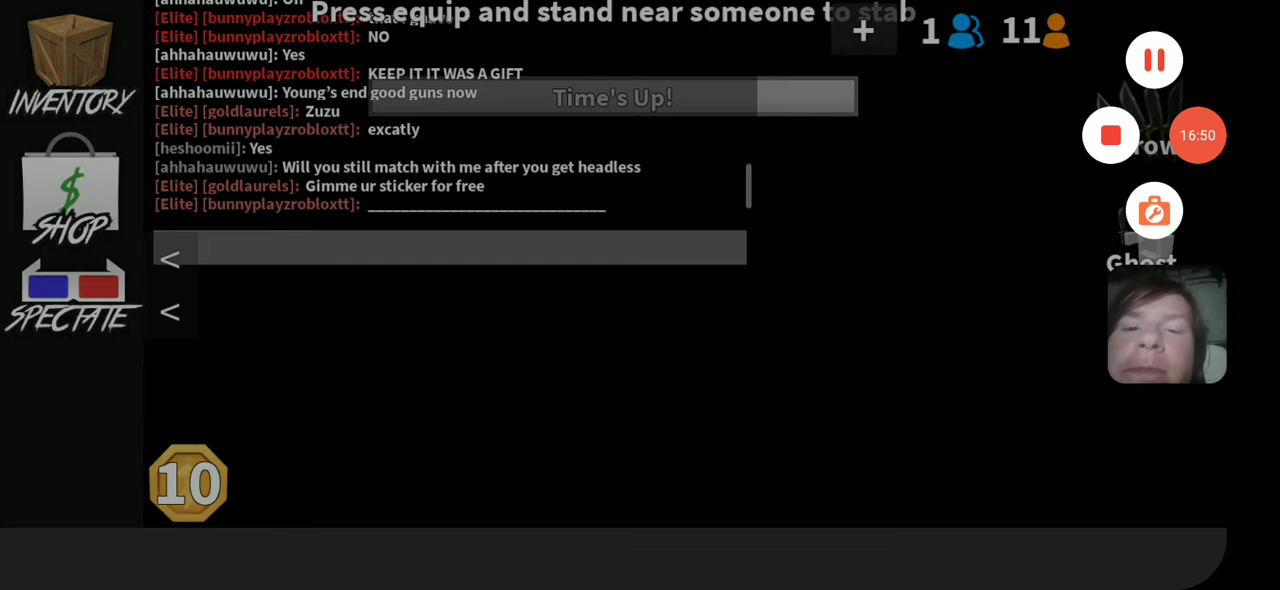 Press equip and stand near someone to stab
[Elite] [bunnyplayzrobloxtt]:
[Elite] [bunnyplayzrobloxtt]: NO
[ahhahauwuwu]: Yes
[Elite] [bunnyplayzrobloxtt]: KEEP IT IT WAS A GIFT
[ahhahauwuwu]: Young's end good guns now
[Elite] [goldlaurels]: Zuzu
[Elite] [bunnyplayzrobloxtt]: excatly
[heshoomii]: Yes
[ahhahauwuwu]: Will you still match with me after you get headless
[Elite] [goldlaurels]: Gimme ur sticker for free
[Elite] [bunnyplayzrobloxtt]: _____________________________
Time's Up!
+
1
11
INVENTORY
SHOP
$
SPECTATE
<
<
10
16:50
Ghost